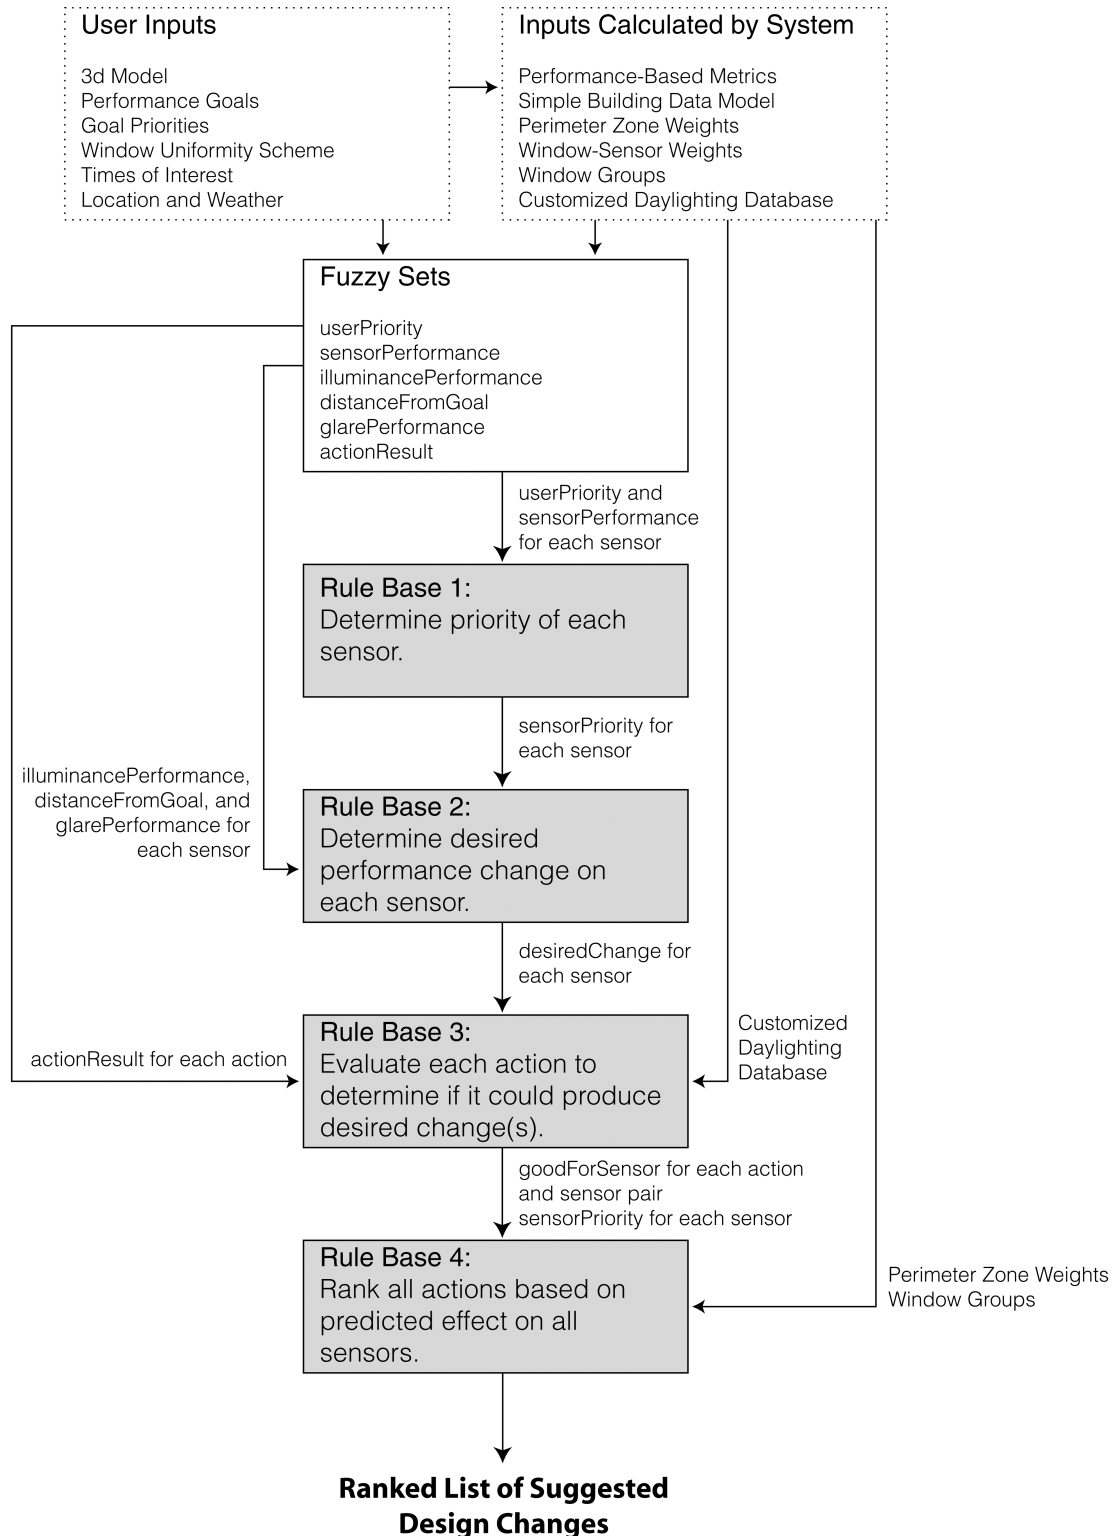 User Inputs
3d Model
Performance Goals
Goal Priorities
Window Uniformity Scheme
Times of Interest
Location and Weather
Inputs Calculated by System
Performance-Based Metrics
Simple Building Data Model
Perimeter Zone Weights
Window-Sensor Weights
Window Groups
Customized Daylighting Database
Fuzzy Sets
userPriority
sensorPerformance
illuminancePerformance
distanceFromGoal
glarePerformance
actionResult
userPriority and
sensorPerformance
for each sensor
Rule Base 1:
Determine priority of each
sensor.
sensorPriority for
each sensor
illuminancePerformance,
distanceFromGoal, and
glarePerformance for
each sensor
Rule Base 2:
Determine desired
performance change on
each sensor.
desiredChange for
each sensor
actionResult for each action
Rule Base 3:
Evaluate each action to
determine if it could produce
desired change(s).
Customized
Daylighting
Database
goodForSensor for each action
and sensor pair
sensorPriority for each sensor
Rule Base 4:
Rank all actions based on
predicted effect on all
sensors.
Perimeter Zone Weights
Window Groups
Ranked List of Suggested
Design Changes